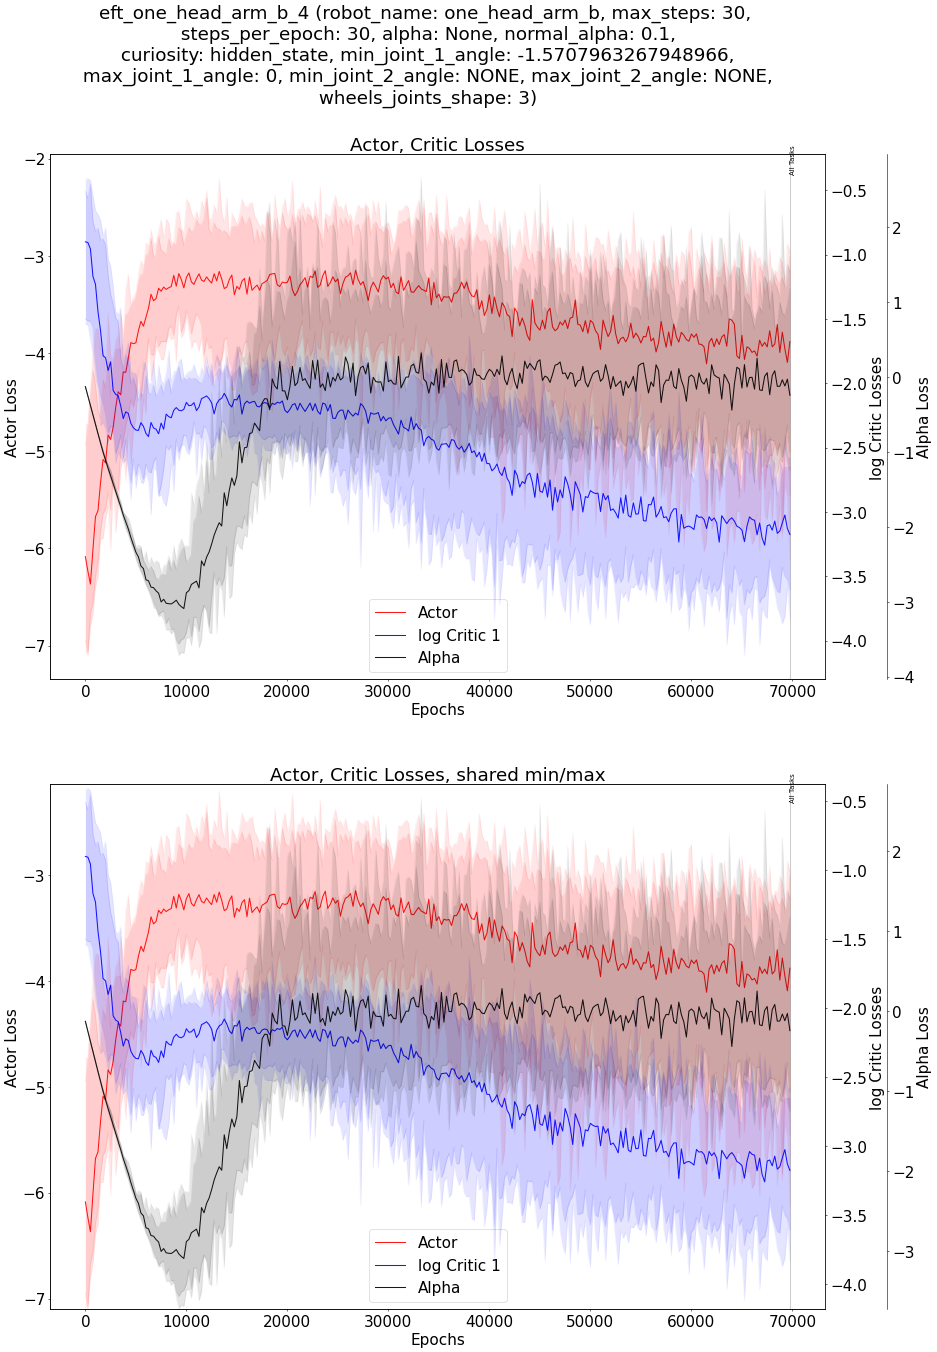 eft_one_head_arm_b_4 (robot_name: one_head_arm_b, max_steps: 30,
steps_per_epoch: 30, alpha: None, normal_alpha: 0.1,
curiosity: hidden_state, min_joint_1_angle: -1.5707963267948966,
max_joint_1_angle: 0, min_joint_2_angle: NONE, max_joint_2_angle: NONE,
wheels_joints_shape: 3)
Actor, Critic Losses
All Tasks
−2
−3
−4
−5
−6
−7
Actor Loss
−0.5
−1.0
−1.5
−2.0
−2.5
−3.0
−3.5
−4.0
log Critic Losses
2
1
0
−1
−2
−3
−4
Alpha Loss
Actor
log Critic 1
Alpha
0 10000 20000 30000 40000 50000 60000 70000
Epochs
Actor, Critic Losses, shared min/max
All Tasks
−3
−4
−5
−6
−7
Actor Loss
−0.5
−1.0
−1.5
−2.0
−2.5
−3.0
−3.5
−4.0
log Critic Losses
2
1
0
−1
−2
−3
Alpha Loss
Actor
log Critic 1
Alpha
0 10000 20000 30000 40000 50000 60000 70000
Epochs